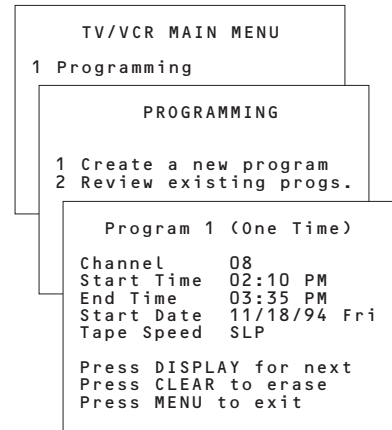 TV/VCR MAIN MENU
1 Programming
PROGRAMMING
1 Create a new program
2 Review existing progs.
Program 1 (One Time)
Channel 08
Start Time 02:10 PM
End Time 03:35 PM
Start Date 11/18/94 Fri
Tape Speed SLP
Press DISPLAY for next
Press CLEAR to erase
Press MENU to exit